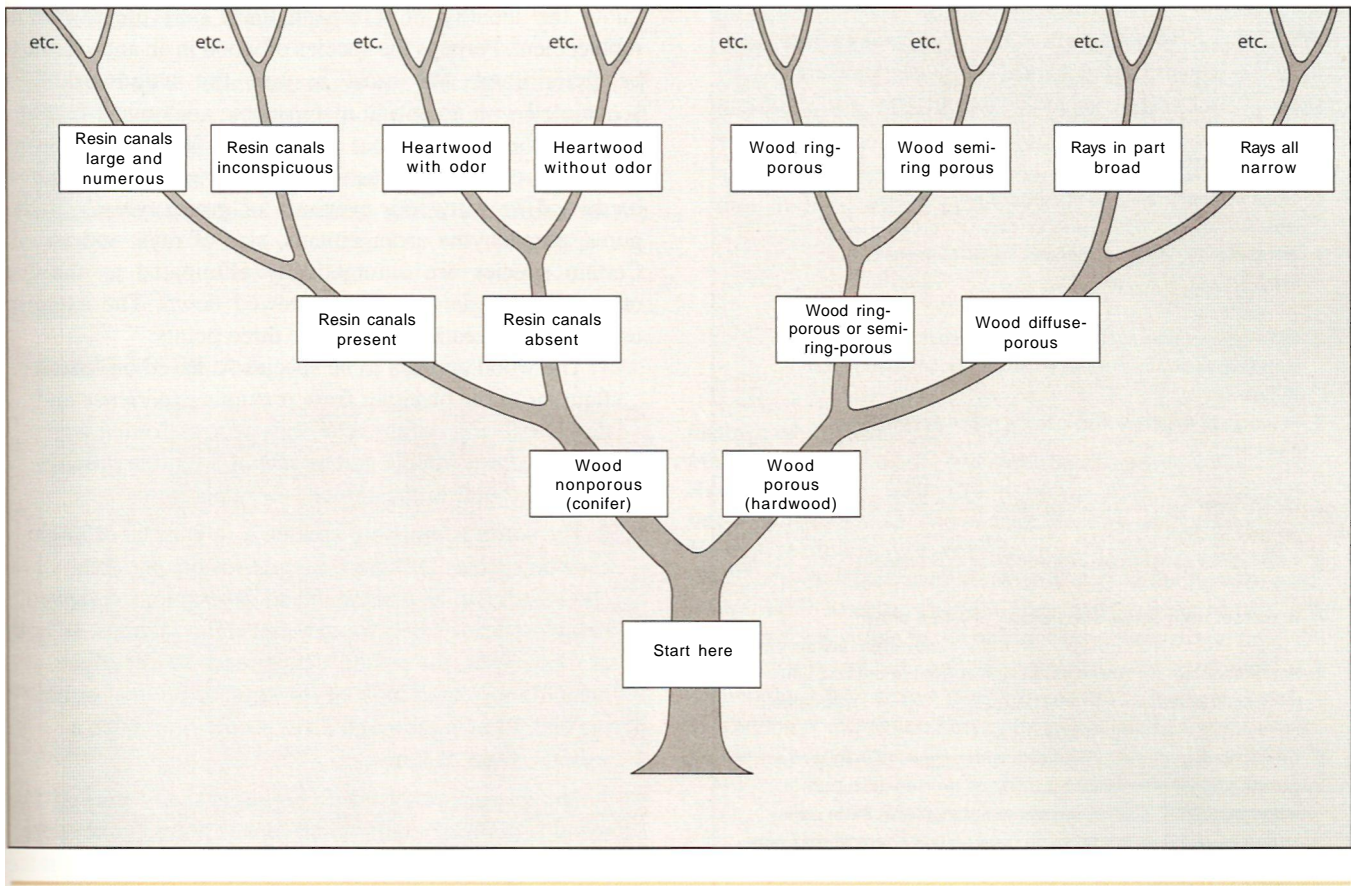 etc.
etc.
etc.
etc.
etc.
etc.
etc.
etc.
Resin canals
large and
numerous
Resin canals
inconspicuous
Heartwood
with odor
Heartwood
without odor
Wood ring-
porous
Wood semi-
ring porous
Rays in part
broad
Rays all
narrow
Resin canals
present
Resin canals
absent
Wood ring-
porous or semi-
ring-porous
Wood diffuse-
porous
Wood
nonporous
(conifer)
Wood
porous
(hardwood)
Start here